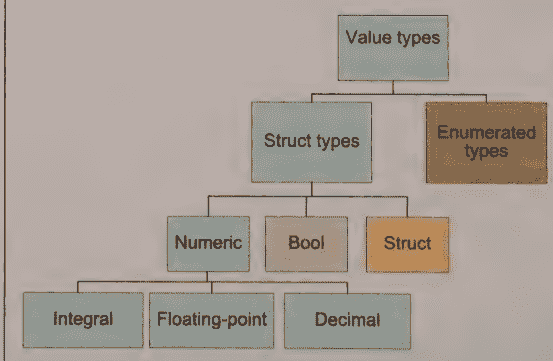 Value types
Struct types
Enumerated
types
Numeric
Bool
Struct
Integral
Floating-point
Decimal